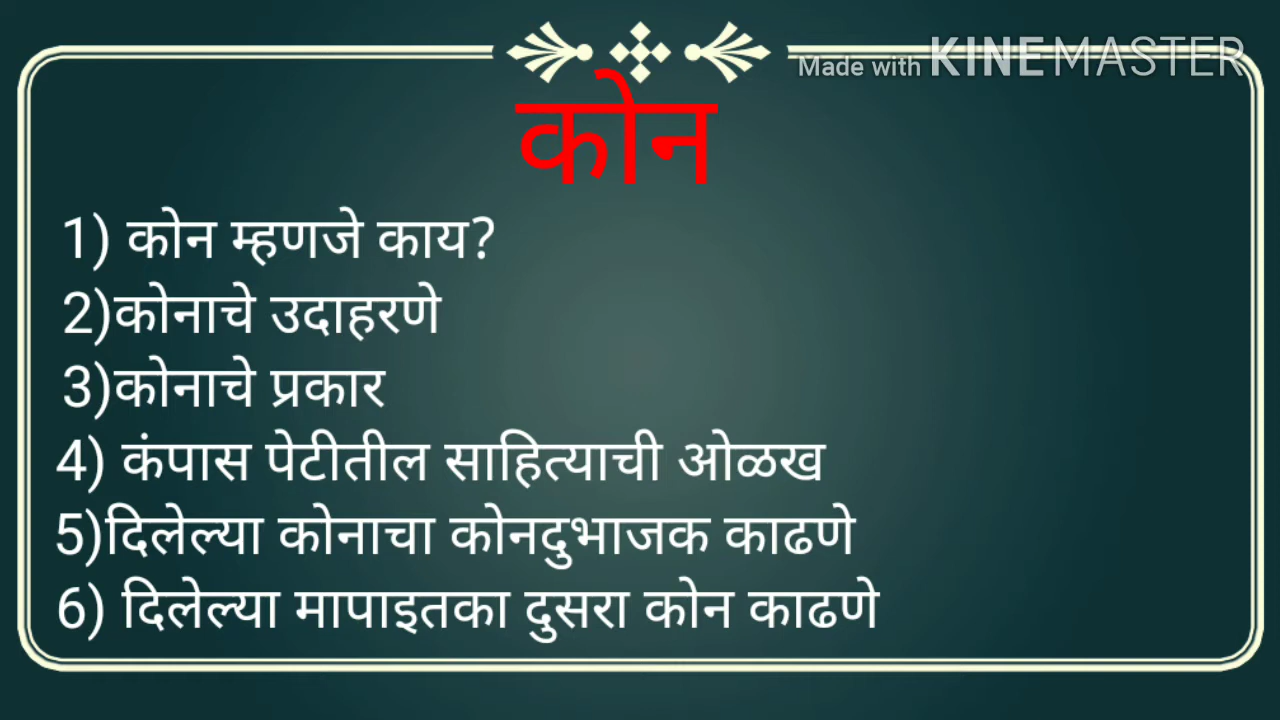 Made with KINEMASTER
कोन
1) कोन म्हणजे काय?
2)कोनाचे उदाहरणे
3)कोनाचे प्रकार
4) कंपास पेटीतील साहित्याची ओळख
5)दिलेल्या कोनाचा कोनदुभाजक काढणे
6) दिलेल्या मापाइतका दुसरा कोन काढणे